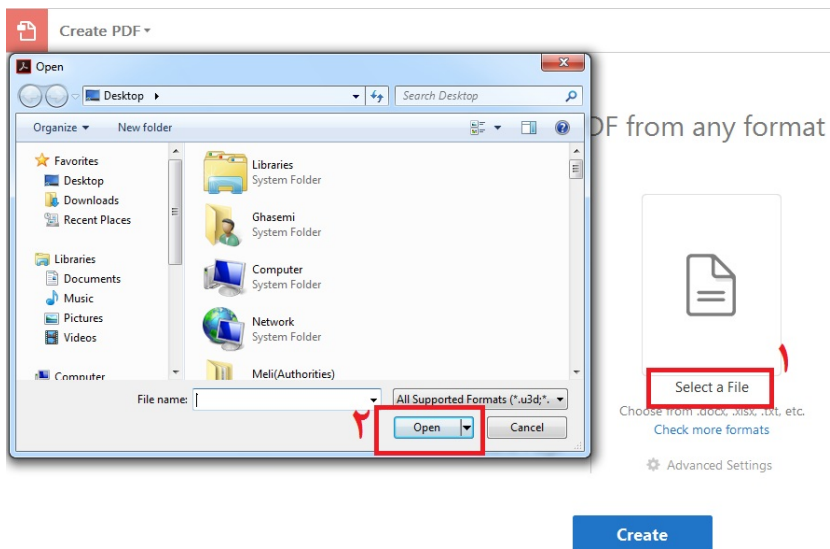 Create PDF
Open
Desktop
Search Desktop
Organize
New folder
Favorites
Desktop
Downloads
Recent Places
Libraries
Documents
Music
Pictures
Videos
Computer
Libraries
System Folder
Ghasemi
System Folder
Computer
System Folder
Network
System Folder
Meli(Authorities)
File name:
All Supported Formats (*.u3d;*.
Open
Cancel
۲
DF from any format
۱
Select a File
Choose from .docx, .xlsx, .txt, etc.
Check more formats
Advanced Settings
Create